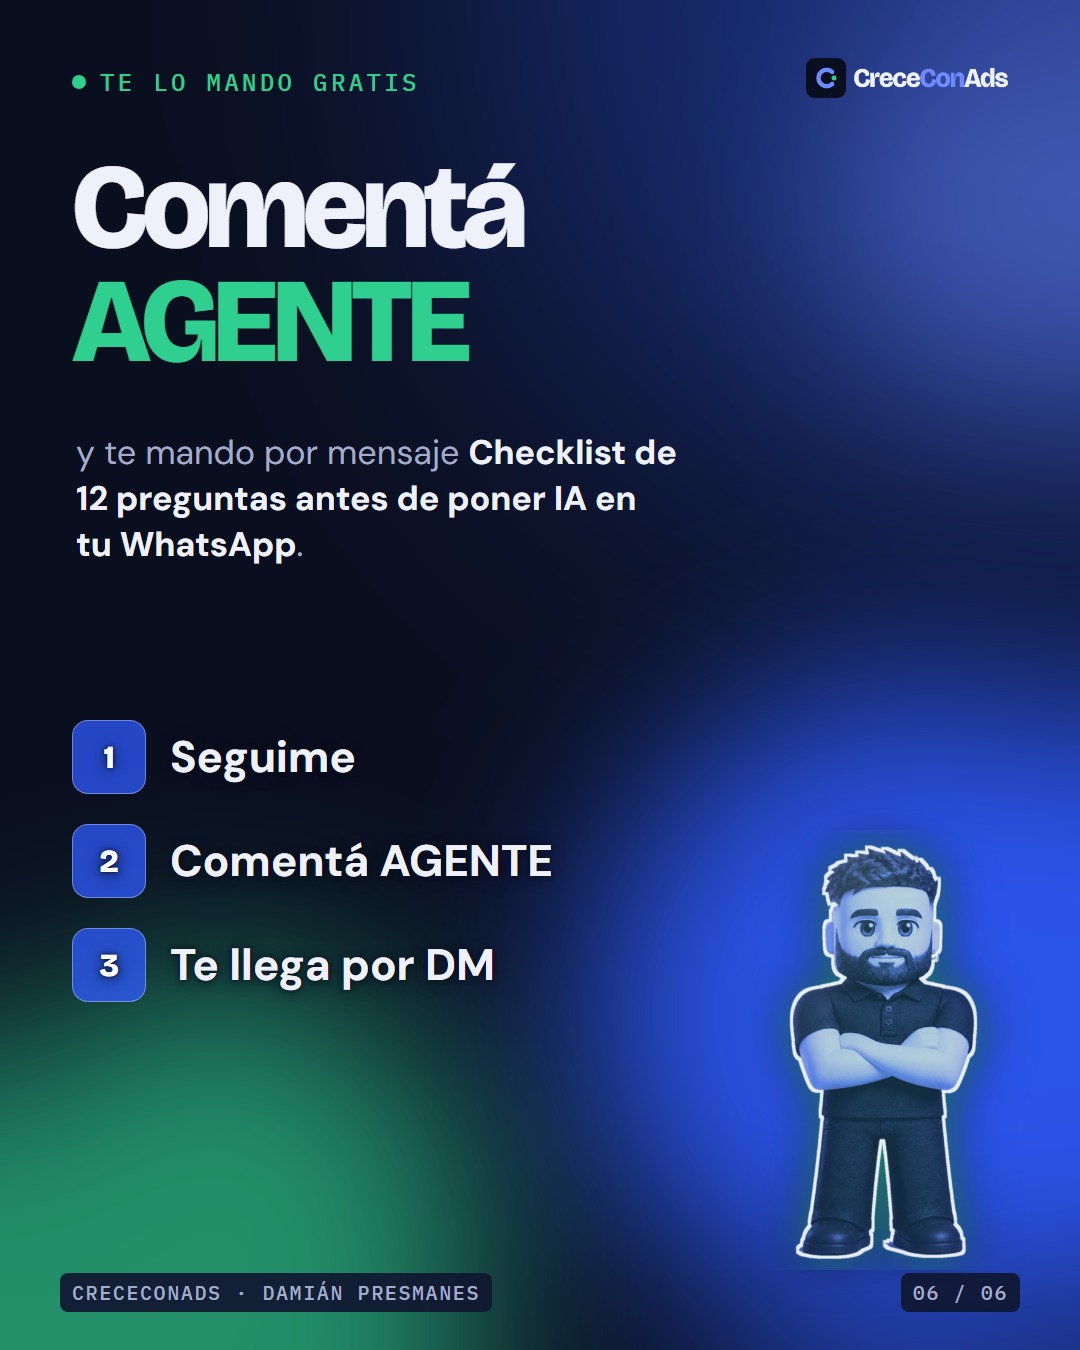 TE LO MANDO GRATIS
CreceConAds
Comentá
AGENTE
y te mando por mensaje Checklist de
12 preguntas antes de poner IA en
tu WhatsApp.
1 Seguime
2 Comentá AGENTE
3 Te llega por DM
CRECECONADS · DAMIÁN PRESMANES
06 / 06